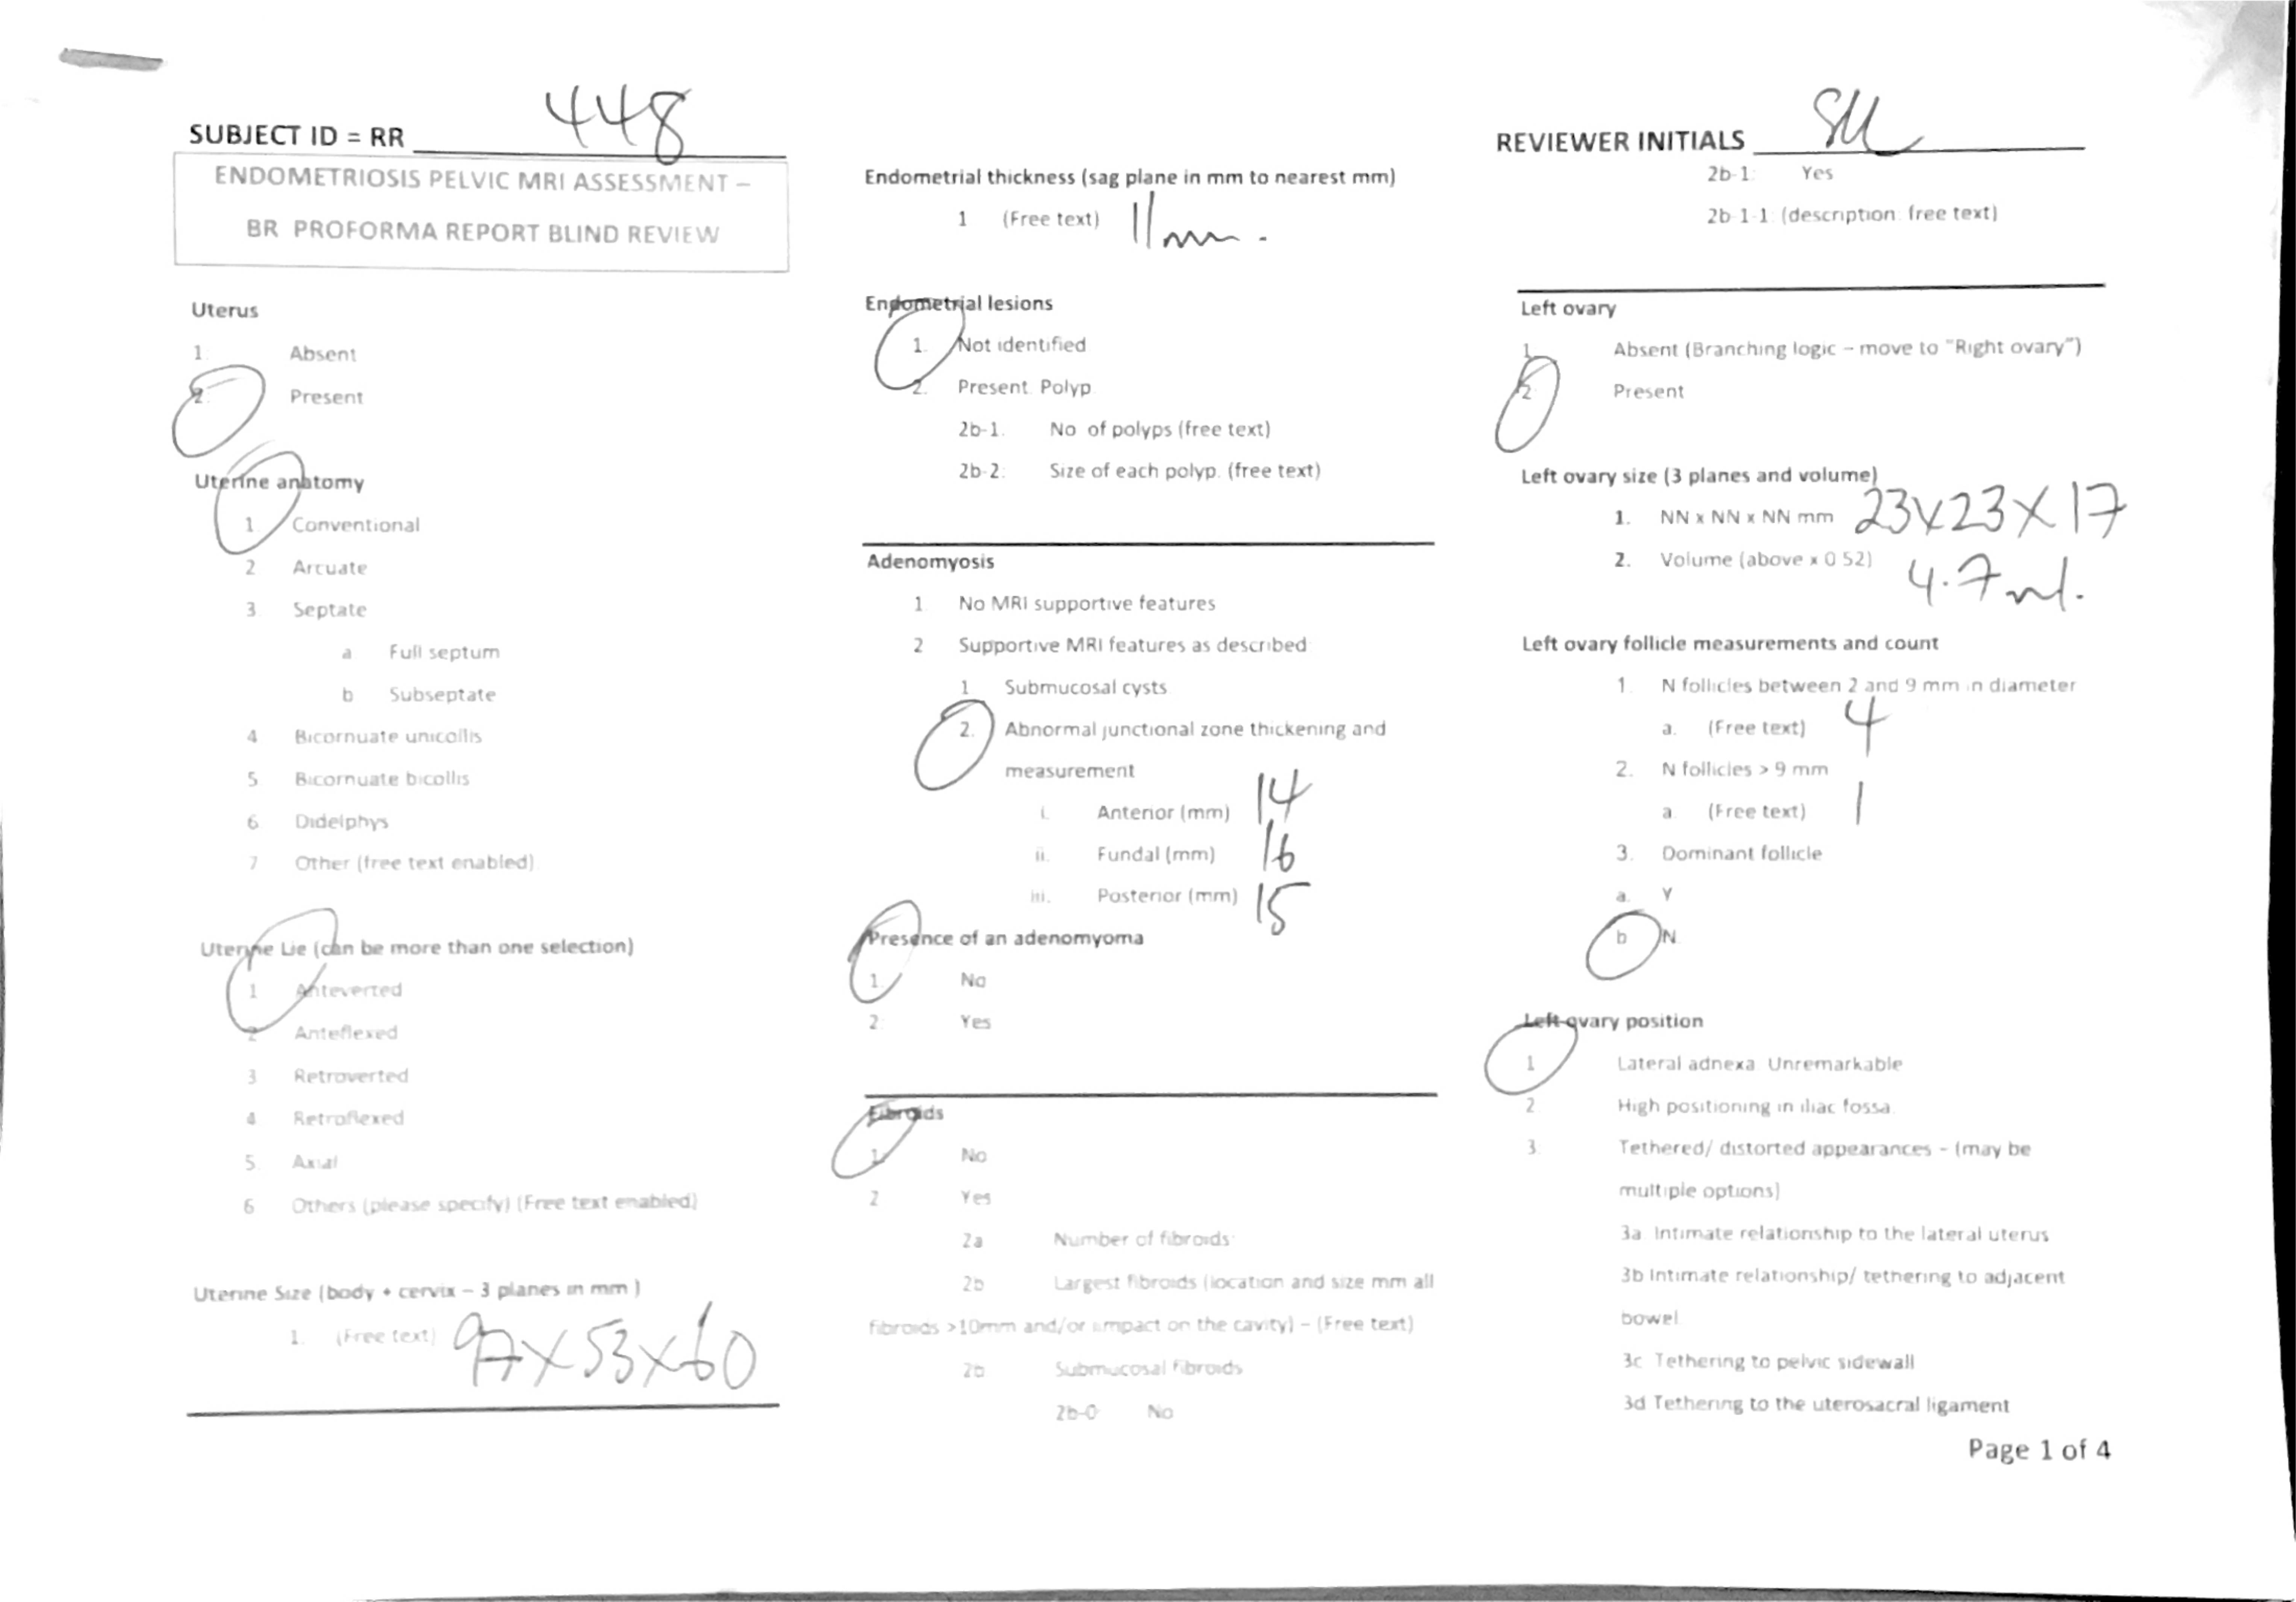 SUBJECT ID = RR 448
ENDOMETRIOSIS PELVIC MRI ASSESSMENT –
BR PROFORMA REPORT BLIND REVIEW
Uterus
1. Absent
2. Present
Uterine anatomy
1. Conventional
2 Arcuate
3 Septate
a Full septum
b Subseptate
4 Bicornuate unicollis
5 Bicornuate bicollis
6 Didelphys
7 Other (free text enabled)
Uterine Lie (can be more than one selection)
1 Anteverted
2 Anteflexed
3 Retroverted
4 Retroflexed
5. Axial
6 Others (please specify) (Free text enabled)
Uterine Size (body + cervix – 3 planes in mm )
1. (Free text) 97 x 53 x 60
Endometrial thickness (sag plane in mm to nearest mm)
1 (Free text) 11mm.
Endometrial lesions
1. Not identified
2. Present. Polyp
2b-1. No of polyps (free text)
2b-2: Size of each polyp. (free text)
Adenomyosis
1. No MRI supportive features
2 Supportive MRI features as described
1 Submucosal cysts
2. Abnormal junctional zone thickening and
measurement
i. Anterior (mm) 14
ii. Fundal (mm) 16
iii. Posterior (mm) 15
Presence of an adenomyoma
1 No
2: Yes
Fibroids
1. No
2 Yes
2a Number of fibroids:
2b Largest fibroids (location and size mm all
fibroids >10mm and/or impact on the cavity) – (Free text)
2b Submucosal fibroids
2b-0 No
REVIEWER INITIALS SM
2b-1: Yes
2b-1-1: (description: free text)
Left ovary
1. Absent (Branching logic – move to "Right ovary")
2 Present
Left ovary size (3 planes and volume)
1. NN x NN x NN mm 23x23x17
2. Volume (above x 0.52) 4.7ml.
Left ovary follicle measurements and count
1. N follicles between 2 and 9 mm in diameter
a. (Free text) 4
2. N follicles > 9 mm
a. (Free text) 1
3. Dominant follicle
a. Y
b N
Left ovary position
1 Lateral adnexa Unremarkable
2. High positioning in iliac fossa.
3: Tethered/ distorted appearances – (may be
multiple options)
3a Intimate relationship to the lateral uterus
3b Intimate relationship/ tethering to adjacent
bowel.
3c Tethering to pelvic sidewall
3d Tethering to the uterosacral ligament
Page 1 of 4